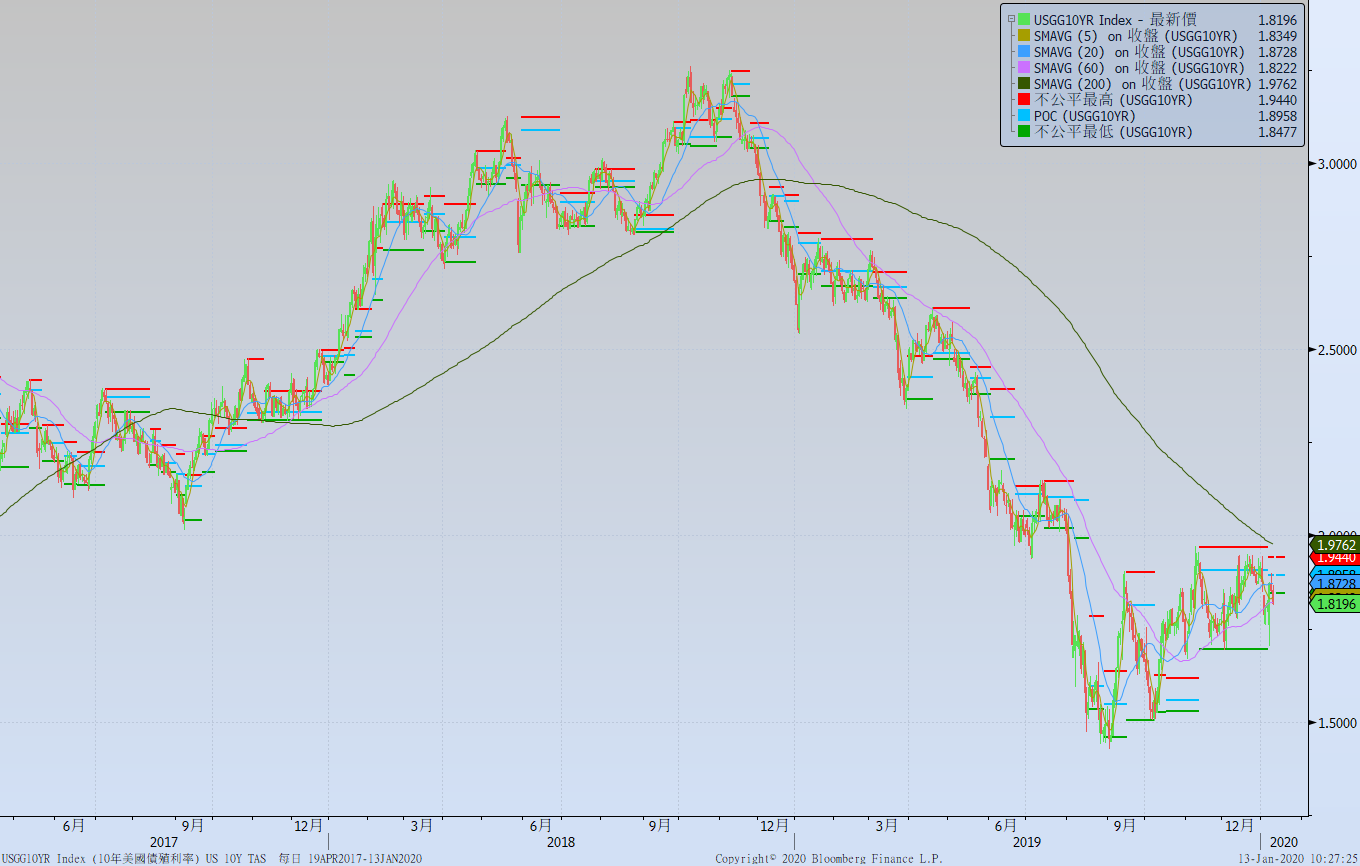 USGG10YR Index - 最新價 1.8196
SMAVG (5) on 收盤 (USGG10YR) 1.8349
SMAVG (20) on 收盤 (USGG10YR) 1.8728
SMAVG (60) on 收盤 (USGG10YR) 1.8222
SMAVG (200) on 收盤 (USGG10YR) 1.9762
不公平最高 (USGG10YR) 1.9440
POC (USGG10YR) 1.8958
不公平最低 (USGG10YR) 1.8477
3.0000
2.5000
1.9762
1.9440
1.8728
1.8196
1.5000
6月 9月 12月 3月 6月 9月 12月 3月 6月 9月 12月
2017 2018 2019 2020
USGG10YR Index (10年美國債殖利率) US 10Y TAS 每日 19APR2017-13JAN2020 Copyright© 2020 Bloomberg Finance L.P. 13-Jan-2020 10:27:25